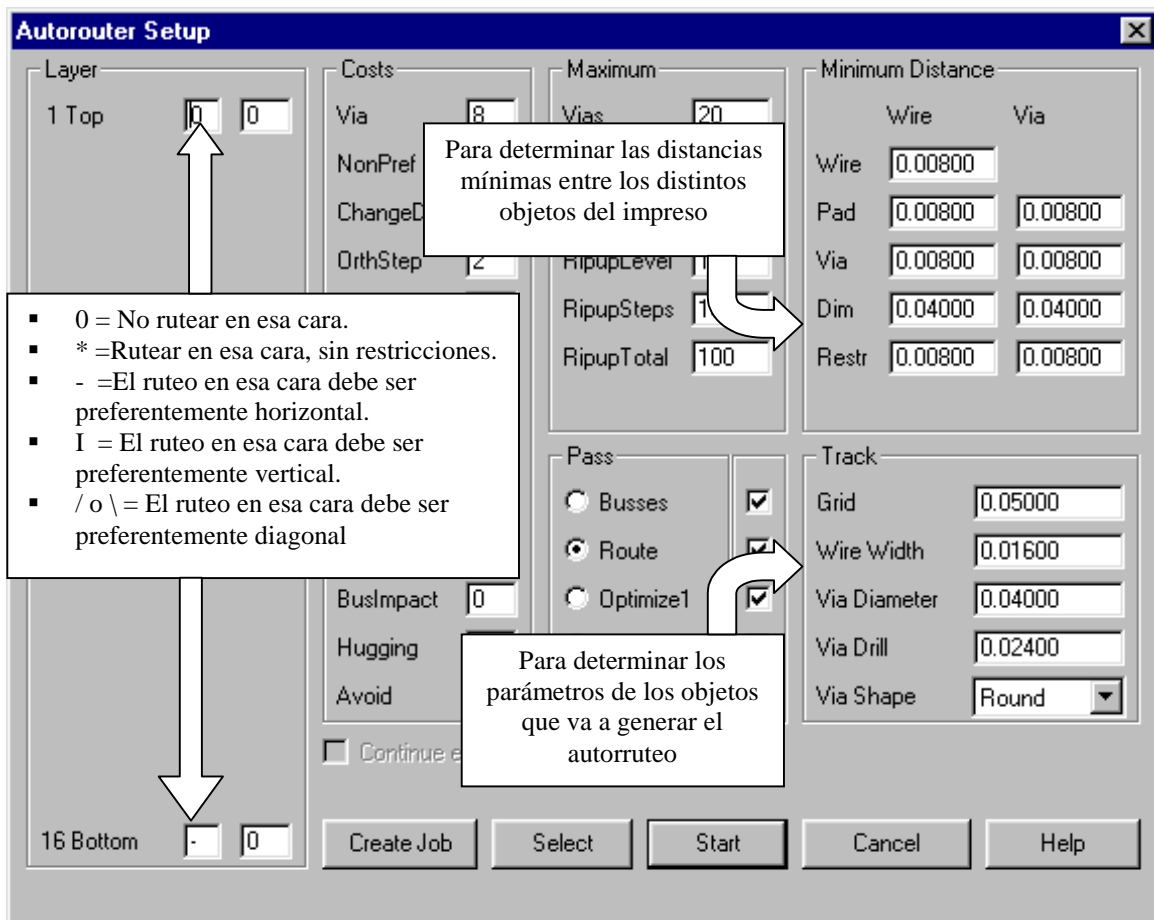 Autorouter Setup
Layer
1 Top 0 0
16 Bottom - 0
Costs
Via 8
NonPref
OrthStep 2
BusImpact 0
Hugging
Avoid
Maximum
Vias 20
RipupLevel
RipupSteps
RipupTotal 100
Minimum Distance
Wire Via
Wire 0.00800
Pad 0.00800 0.00800
Via 0.00800 0.00800
Dim 0.04000 0.04000
Restr 0.00800 0.00800
Para determinar las distancias
mínimas entre los distintos
objetos del impreso
▪ 0 = No rutear en esa cara.
▪ * =Rutear en esa cara, sin restricciones.
▪ - =El ruteo en esa cara debe ser
preferentemente horizontal.
▪ I = El ruteo en esa cara debe ser
preferentemente vertical.
▪ / o \ = El ruteo en esa cara debe ser
preferentemente diagonal
Pass
Busses
Route
Optimize1
Track
Grid 0.05000
Wire Width 0.01600
Via Diameter 0.04000
Via Drill 0.02400
Via Shape Round
Para determinar los
parámetros de los objetos
que va a generar el
autorruteo
Continue
Create Job Select Start Cancel Help